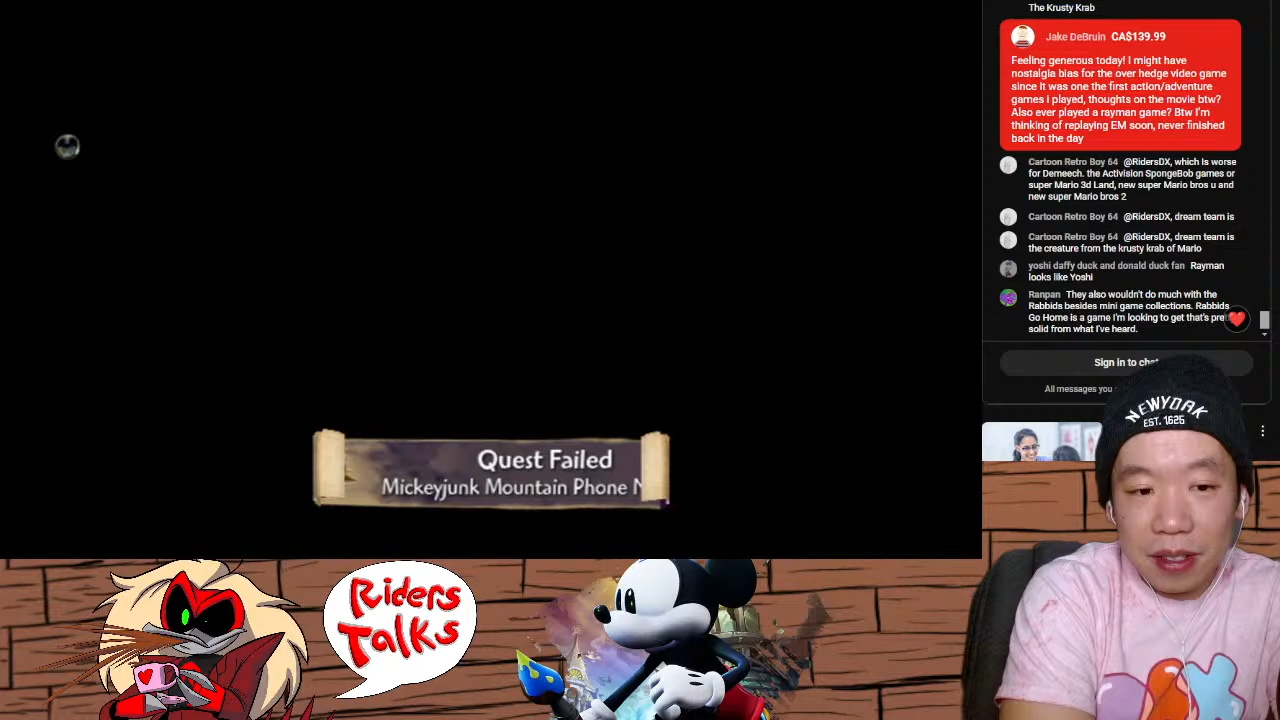 The Krusty Krab
Jake DeBruin CA$139.99
Feeling generous today! I might have
nostalgia bias for the over hedge video game
since it was one the first action/adventure
games i played, thoughts on the movie btw?
Also ever played a rayman game? Btw I'm
thinking of replaying EM soon, never finished
back in the day
Cartoon Retro Boy 64 @RidersDX, which is worse
for Demeech. the Activision SpongeBob games or
super Mario 3d Land, new super Mario bros u and
new super Mario bros 2
Cartoon Retro Boy 64 @RidersDX, dream team is
Cartoon Retro Boy 64 @RidersDX, dream team is
the creature from the krusty krab of Mario
yoshi daffy duck and donald duck fan Rayman
looks like Yoshi
Ranpan They also wouldn't do much with the
Rabbids besides mini game collections. Rabbids
Go Home is a game I'm looking to get that's
solid from what I've heard.
Sign in to
All messages you
Quest Failed
Mickeyjunk Mountain Phone
Riders
Talks
NEWYORK
EST. 1625